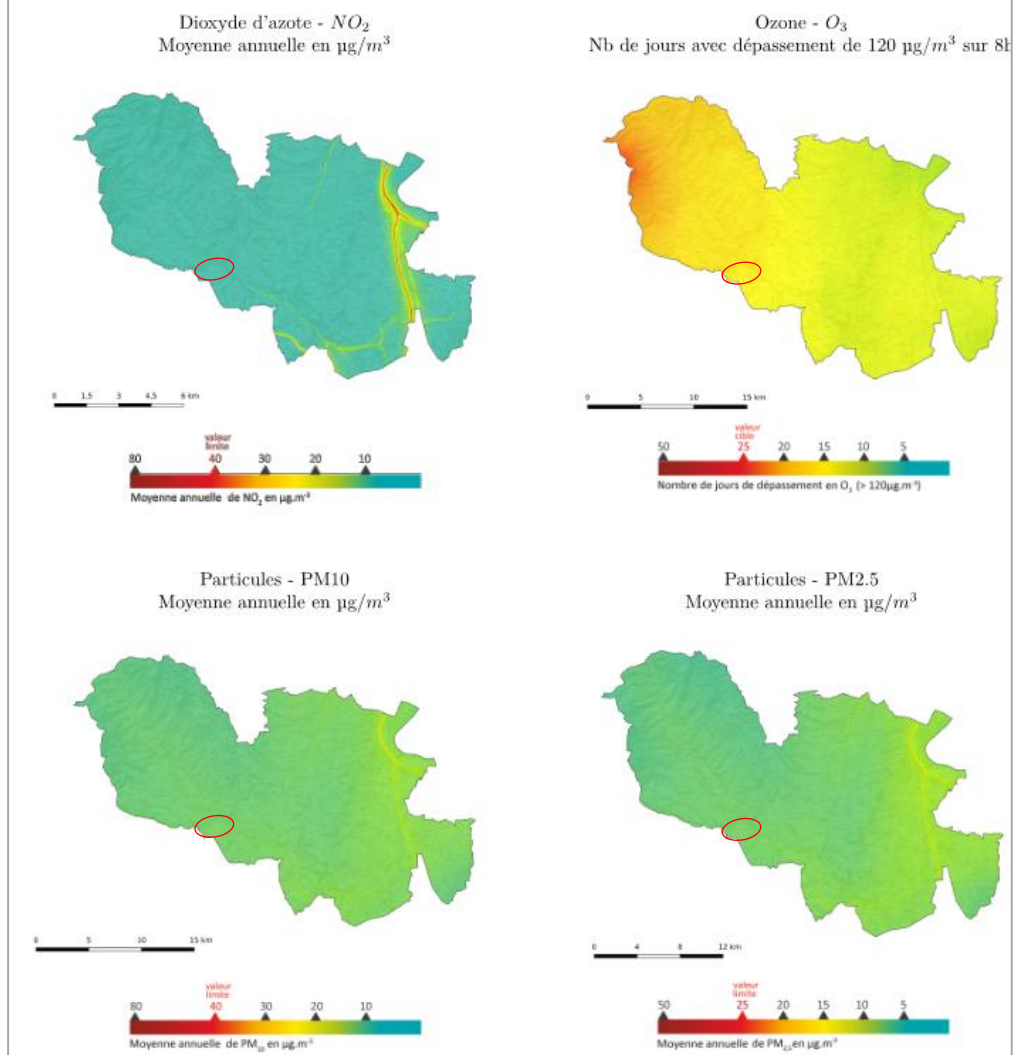 Dioxyde d'azote - NO₂
Moyenne annuelle en µg/m³
0 1,5 3 4,5 6 km
valeur
limite
80 40 30 20 10
Moyenne annuelle de NO₂ en µg.m⁻³
Ozone - O₃
Nb de jours avec dépassement de 120 µg/m³ sur 8h
0 5 10 15 km
valeur
cible
50 25 20 15 10 5
Nombre de jours de dépassement en O₃ (> 120µg.m⁻³)
Particules - PM10
Moyenne annuelle en µg/m³
0 5 10 15 km
valeur
limite
80 40 30 20 10
Moyenne annuelle de PM₁₀ en µg.m⁻³
Particules - PM2.5
Moyenne annuelle en µg/m³
0 4 8 12 km
valeur
limite
50 25 20 15 10 5
Moyenne annuelle de PM₂.₅ en µg.m⁻³